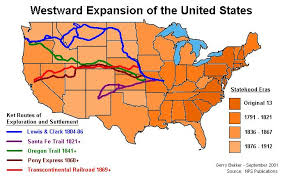 Westward Expansion of the United States
Key Routes of
Exploration and Settlement
Lewis & Clark 1804-06
Santa Fe Trail 1821+
Oregon Trail 1841+
Pony Express 1860+
Transcontinental Railroad 1869+
Statehood Eras
Original 13
1791 - 1821
1836 - 1867
1876 - 1912
- September 2001
Source: NPS Publications